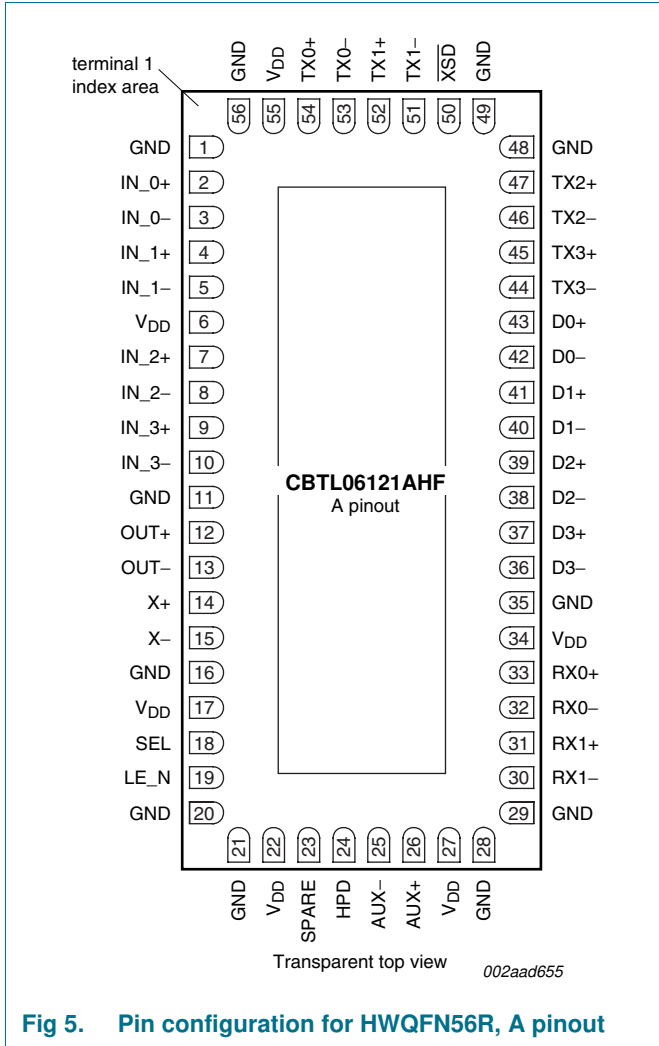 terminal 1
index area
GND
VDD
TX0+
TX0−
TX1+
TX1−
XSD
GND
56
55
54
53
52
51
50
49
GND 1
IN_0+ 2
IN_0− 3
IN_1+ 4
IN_1− 5
VDD 6
IN_2+ 7
IN_2− 8
IN_3+ 9
IN_3− 10
GND 11
OUT+ 12
OUT− 13
X+ 14
X− 15
GND 16
VDD 17
SEL 18
LE_N 19
GND 20
CBTL06121AHF
A pinout
48 GND
47 TX2+
46 TX2−
45 TX3+
44 TX3−
43 D0+
42 D0−
41 D1+
40 D1−
39 D2+
38 D2−
37 D3+
36 D3−
35 GND
34 VDD
33 RX0+
32 RX0−
31 RX1+
30 RX1−
29 GND
21
22
23
24
25
26
27
28
GND
VDD
SPARE
HPD
AUX−
AUX+
VDD
GND
Transparent top view
002aad655
Fig 5. Pin configuration for HWQFN56R, A pinout